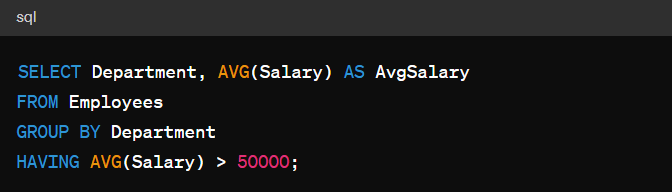 sql
SELECT Department, AVG(Salary) AS AvgSalary
FROM Employees
GROUP BY Department
HAVING AVG(Salary) > 50000;